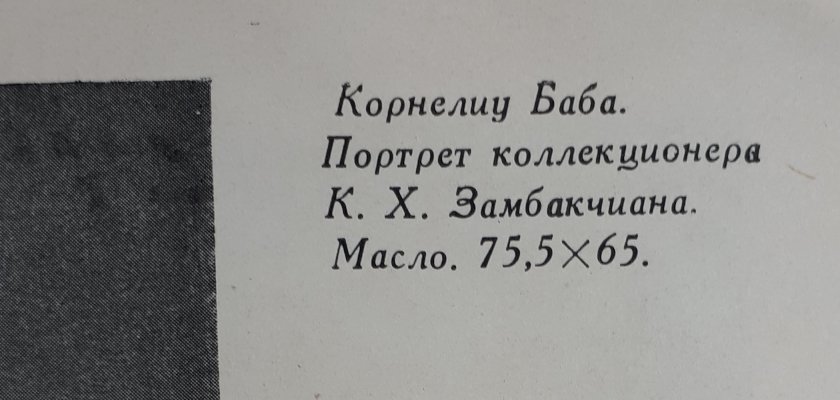 Корнелиу Баба.
Портрет коллекционера
К. Х. Замбакчиана.
Масло. 75,5×65.